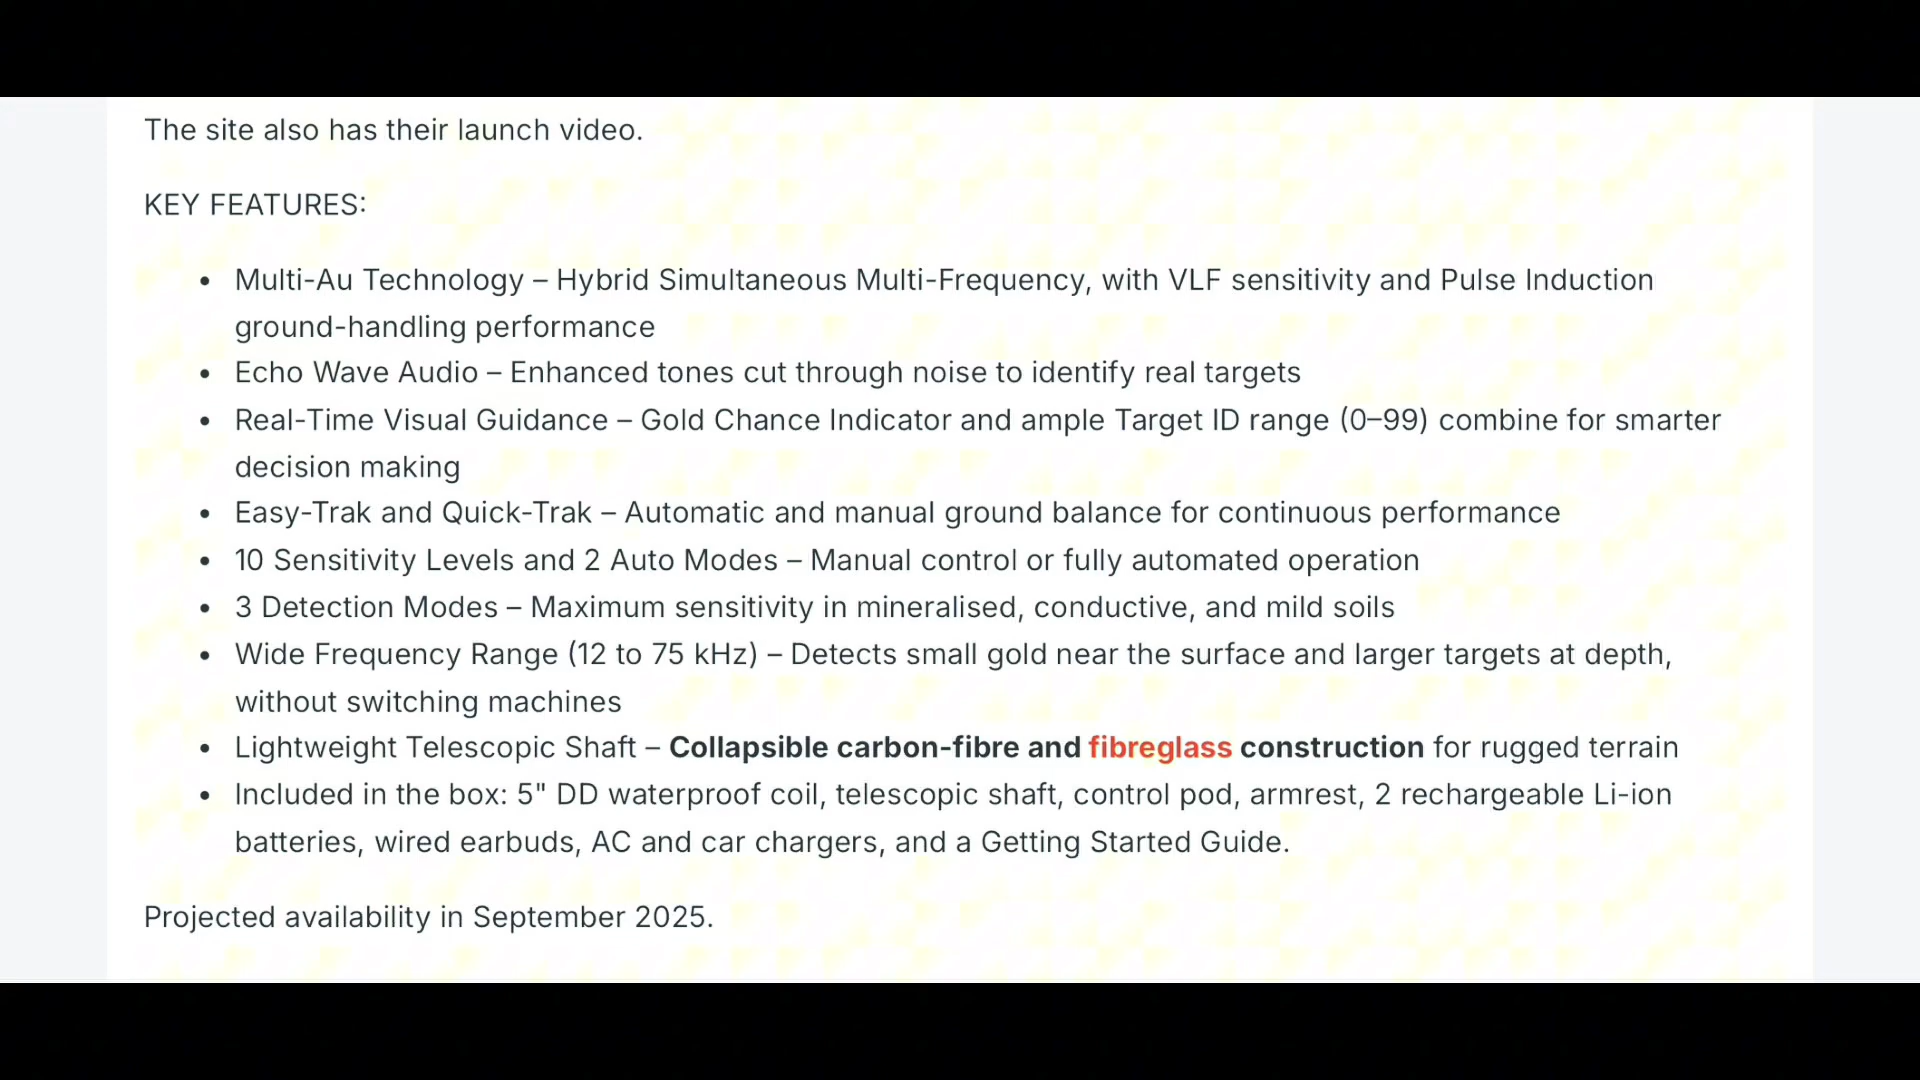 The site also has their launch video.
KEY FEATURES:
• Multi-Au Technology – Hybrid Simultaneous Multi-Frequency, with VLF sensitivity and Pulse Induction
ground-handling performance
• Echo Wave Audio – Enhanced tones cut through noise to identify real targets
• Real-Time Visual Guidance – Gold Chance Indicator and ample Target ID range (0–99) combine for smarter
decision making
• Easy-Trak and Quick-Trak – Automatic and manual ground balance for continuous performance
• 10 Sensitivity Levels and 2 Auto Modes – Manual control or fully automated operation
• 3 Detection Modes – Maximum sensitivity in mineralised, conductive, and mild soils
• Wide Frequency Range (12 to 75 kHz) – Detects small gold near the surface and larger targets at depth,
without switching machines
• Lightweight Telescopic Shaft – Collapsible carbon-fibre and fibreglass construction for rugged terrain
• Included in the box: 5" DD waterproof coil, telescopic shaft, control pod, armrest, 2 rechargeable Li-ion
batteries, wired earbuds, AC and car chargers, and a Getting Started Guide.
Projected availability in September 2025.